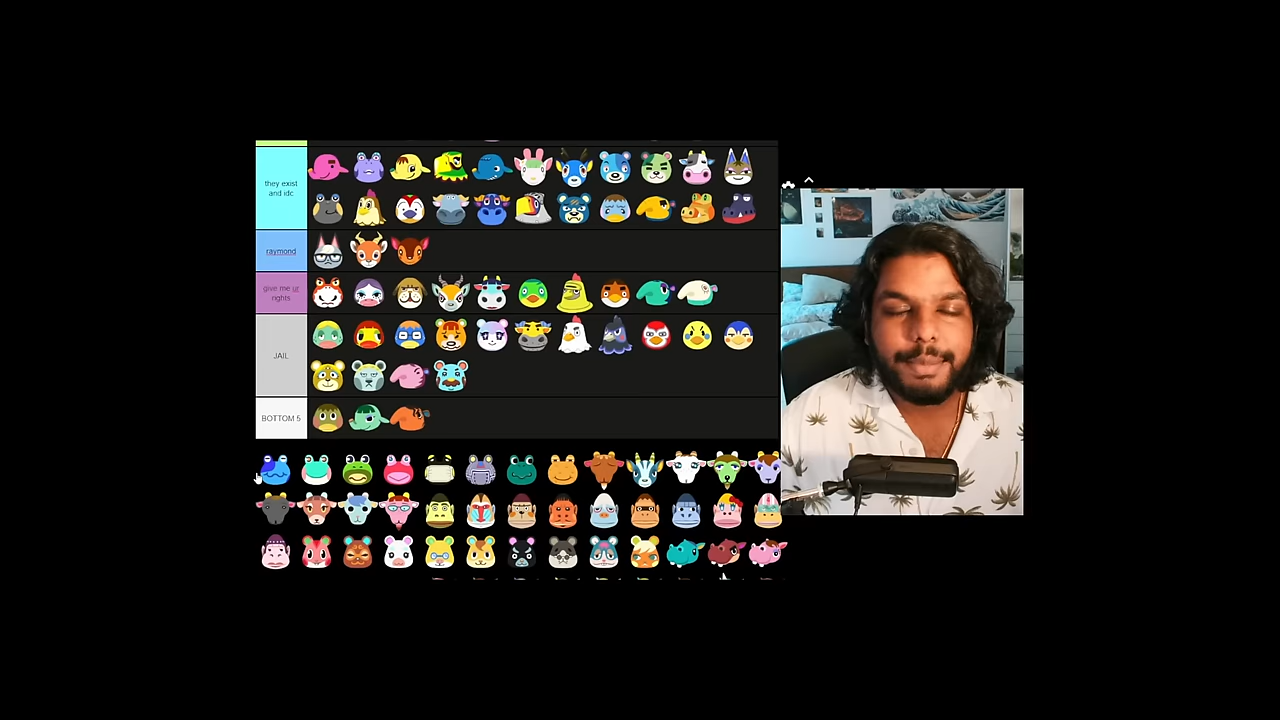 they exist
and idc
raymond
give me ur
rights
JAIL
BOTTOM 5